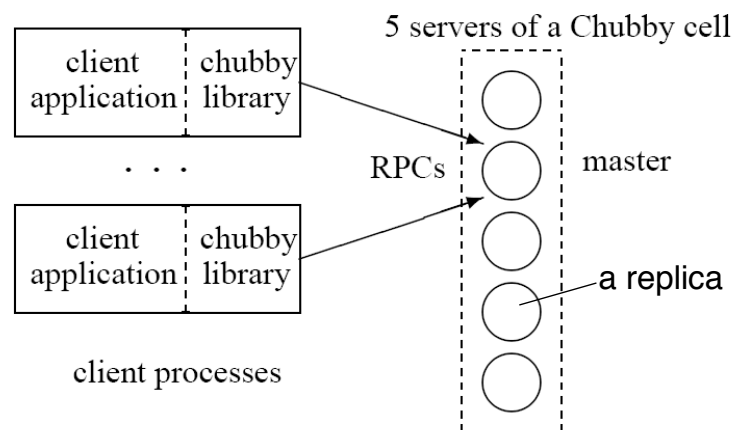 5 servers of a Chubby cell
client application
chubby library
. . .
RPCs
master
client application
chubby library
a replica
client processes